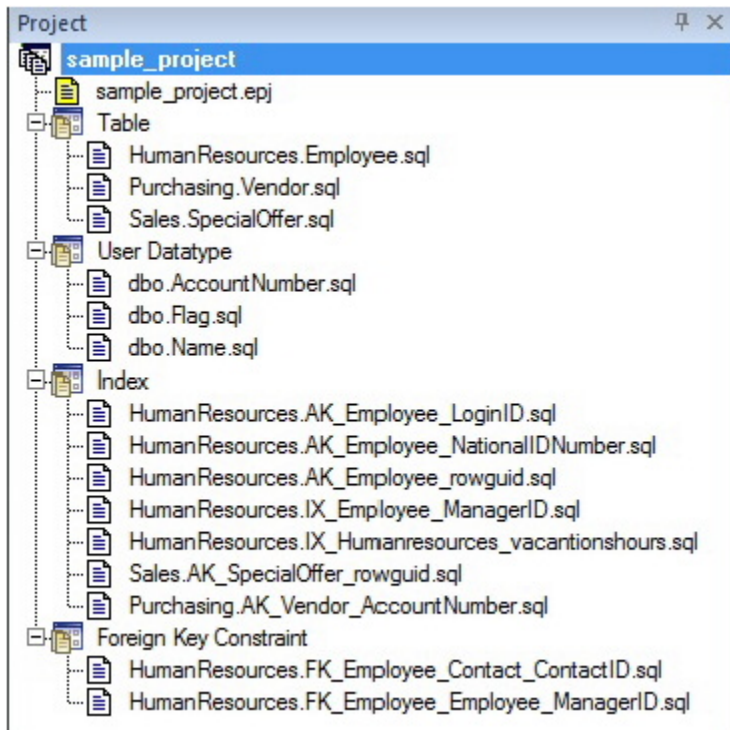 Project
sample_project
sample_project.epj
Table
HumanResources.Employee.sql
Purchasing.Vendor.sql
Sales.SpecialOffer.sql
User Datatype
dbo.AccountNumber.sql
dbo.Flag.sql
dbo.Name.sql
Index
HumanResources.AK_Employee_LoginID.sql
HumanResources.AK_Employee_NationalIDNumber.sql
HumanResources.AK_Employee_rowguid.sql
HumanResources.IX_Employee_ManagerID.sql
HumanResources.IX_Humanresources_vacantionshours.sql
Sales.AK_SpecialOffer_rowguid.sql
Purchasing.AK_Vendor_AccountNumber.sql
Foreign Key Constraint
HumanResources.FK_Employee_Contact_ContactID.sql
HumanResources.FK_Employee_Employee_ManagerID.sql